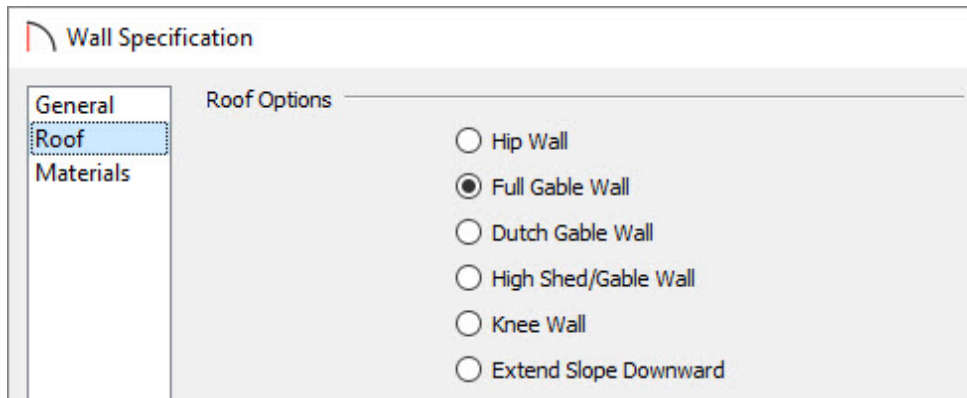 Wall Specification
General
Roof
Materials
Roof Options
Hip Wall
Full Gable Wall
Dutch Gable Wall
High Shed/Gable Wall
Knee Wall
Extend Slope Downward